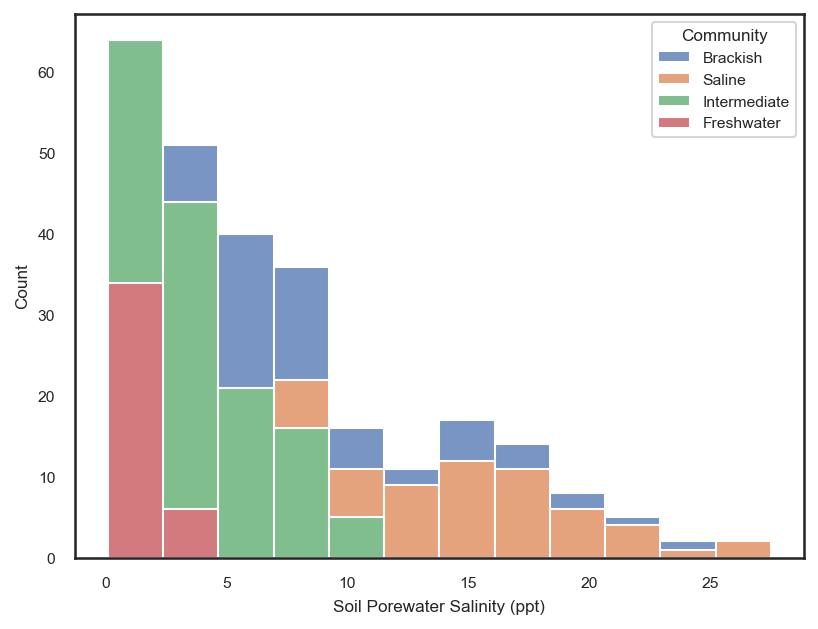 Community
Brackish
Saline
Intermediate
Freshwater
60
50
40
30
20
10
0
Count
0 5 10 15 20 25
Soil Porewater Salinity (ppt)